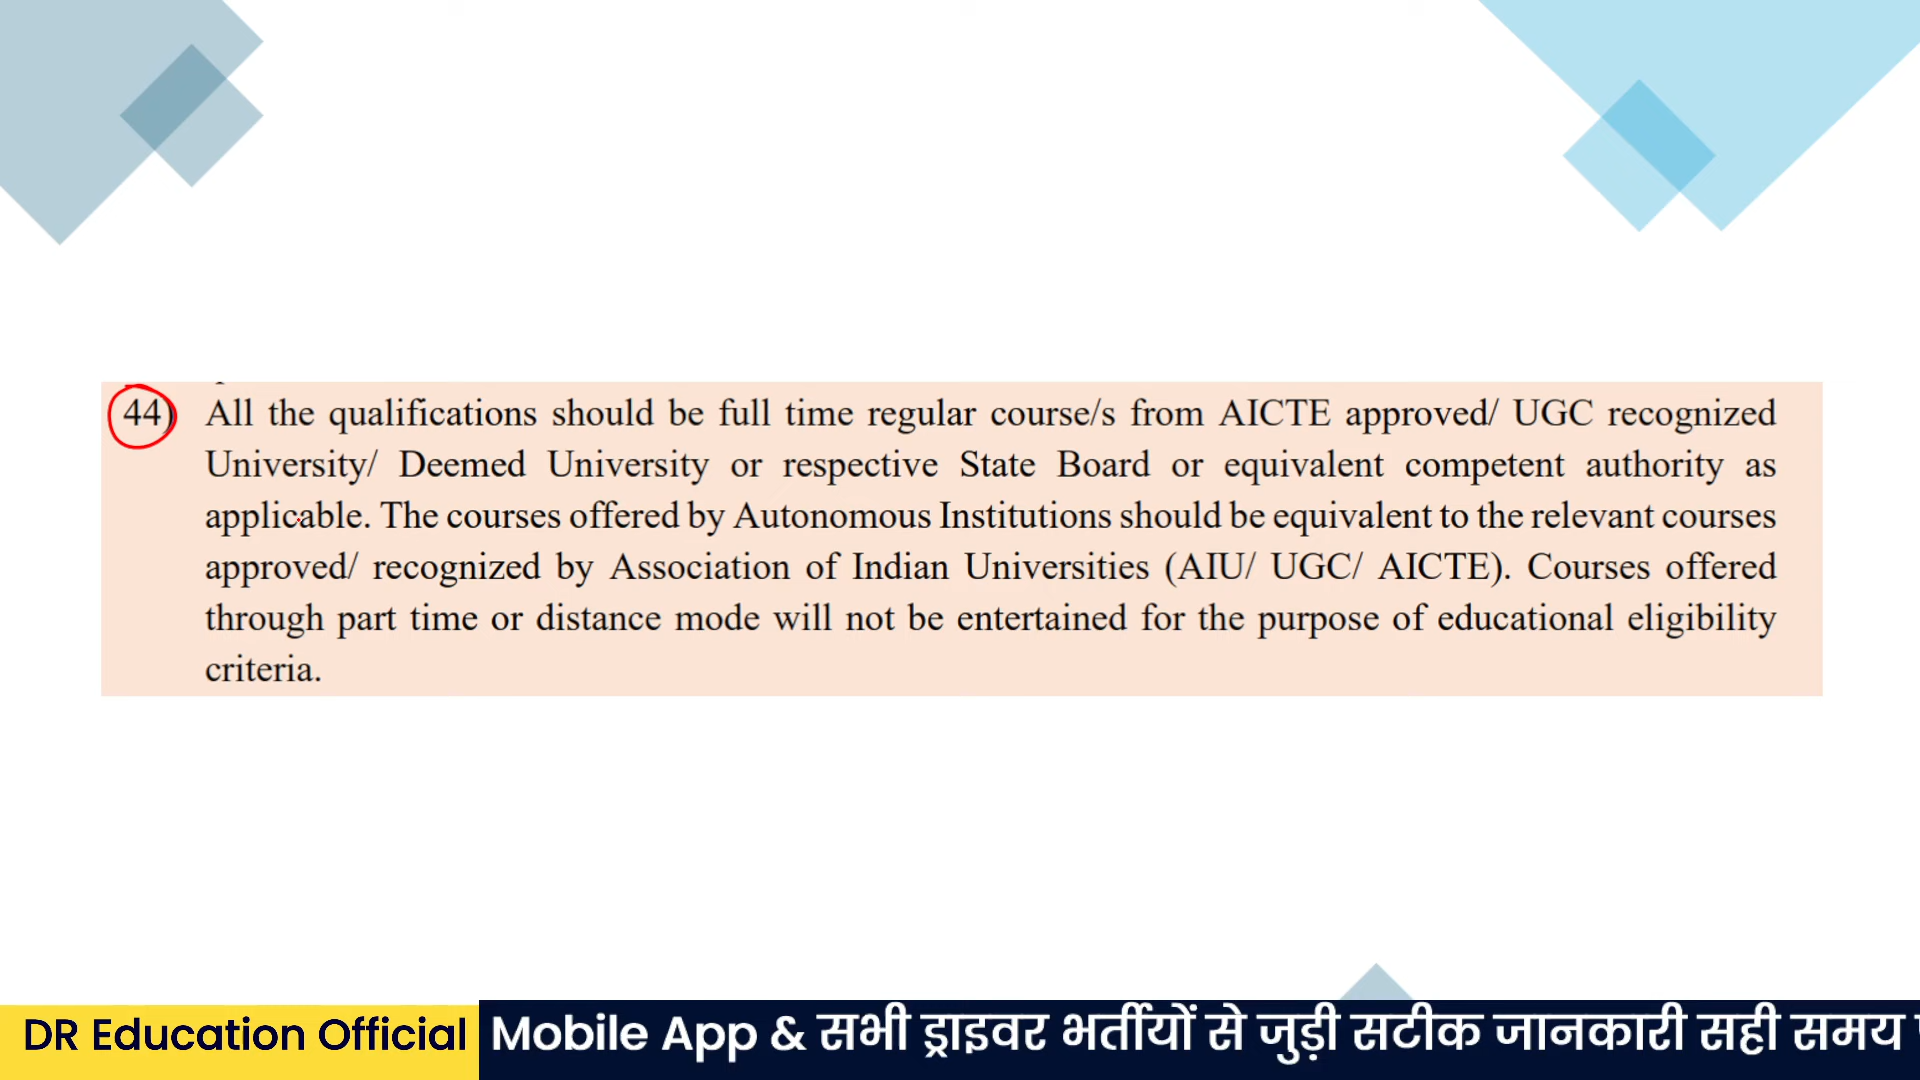 44) All the qualifications should be full time regular course/s from AICTE approved/ UGC recognized
University/ Deemed University or respective State Board or equivalent competent authority as
applicable. The courses offered by Autonomous Institutions should be equivalent to the relevant courses
approved/ recognized by Association of Indian Universities (AIU/ UGC/ AICTE). Courses offered
through part time or distance mode will not be entertained for the purpose of educational eligibility
criteria.
DR Education Official Mobile App & सभी ड्राइवर भर्तीयों से जुड़ी सटीक जानकारी सही समय